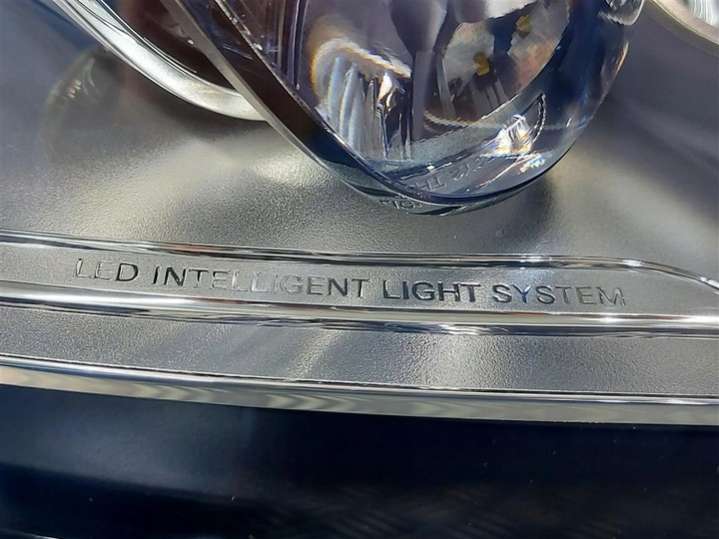 LED INTELLIGENT LIGHT SYSTEM